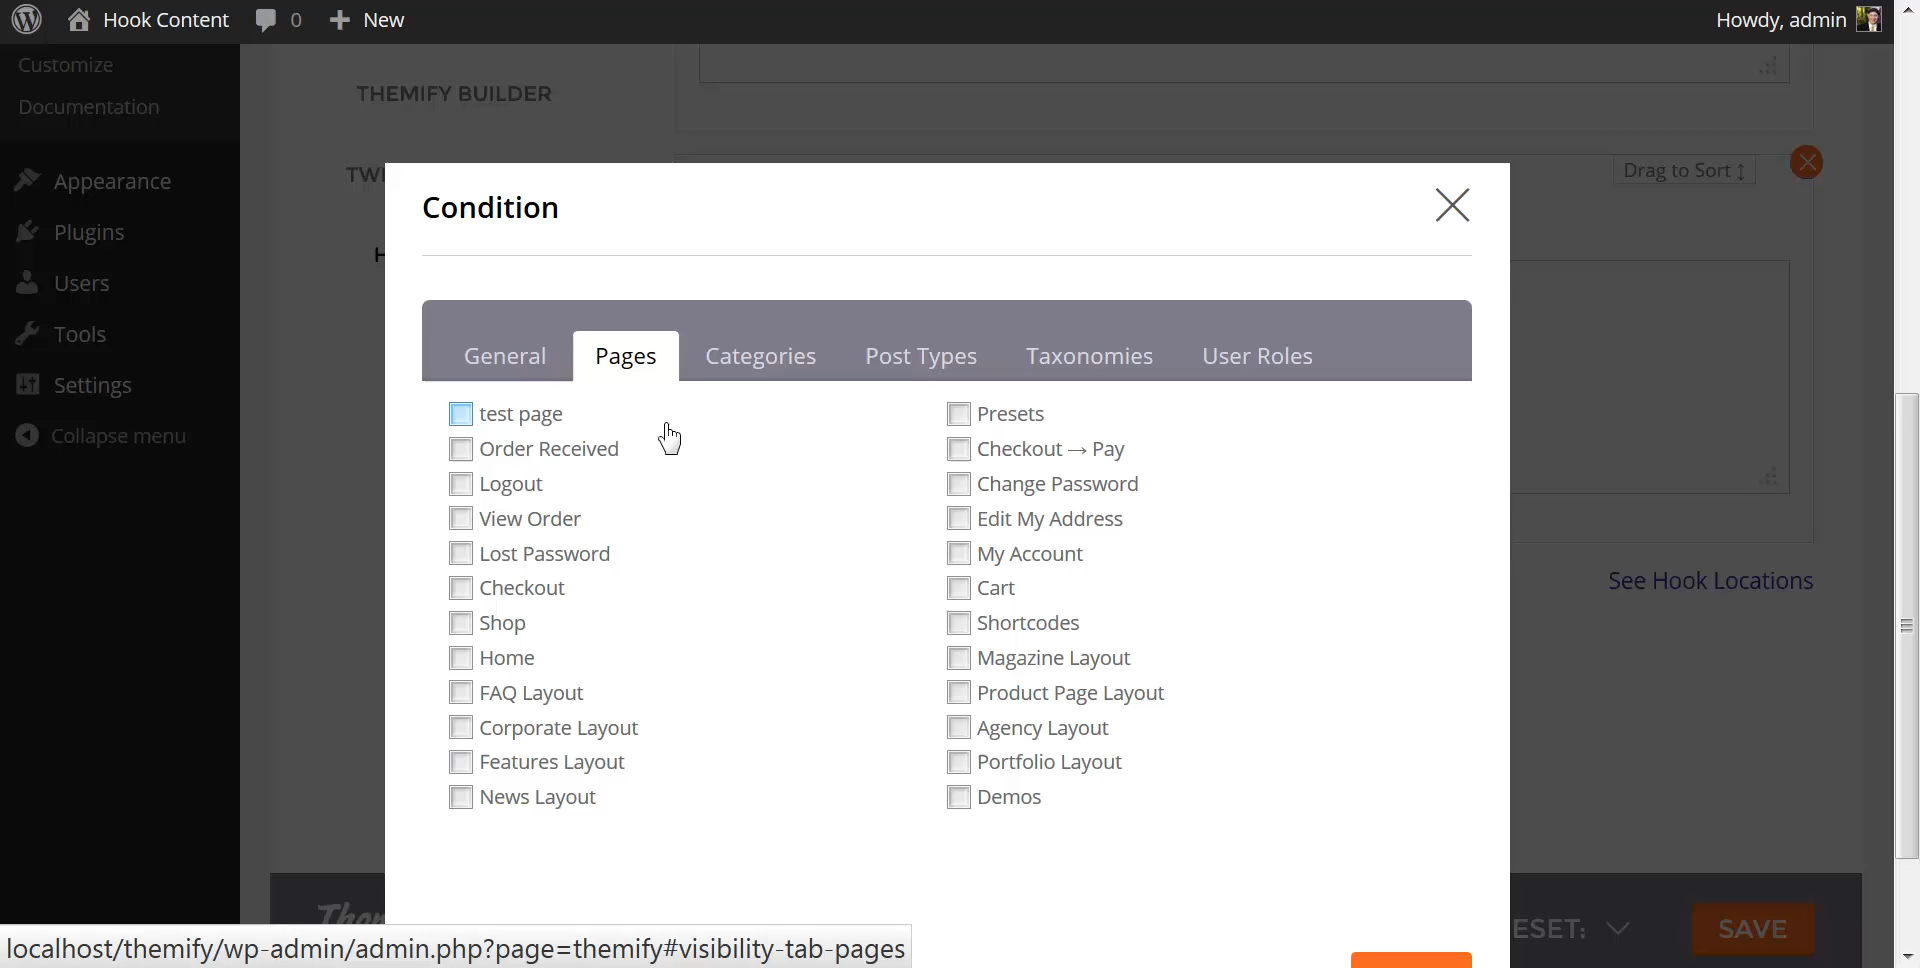 Hook Content 0 New Howdy, admin
Customize
Documentation
THEMIFY BUILDER
Appearance
Plugins
Users
Tools
Settings
Collapse menu
Drag to Sort
Condition
General Pages Categories Post Types Taxonomies User Roles
test page Presets
Order Received Checkout → Pay
Logout Change Password
View Order Edit My Address
Lost Password My Account
Checkout Cart
Shop Shortcodes
Home Magazine Layout
FAQ Layout Product Page Layout
Corporate Layout Agency Layout
Features Layout Portfolio Layout
News Layout Demos
See Hook Locations
ESET: SAVE
localhost/themify/wp-admin/admin.php?page=themify#visibility-tab-pages